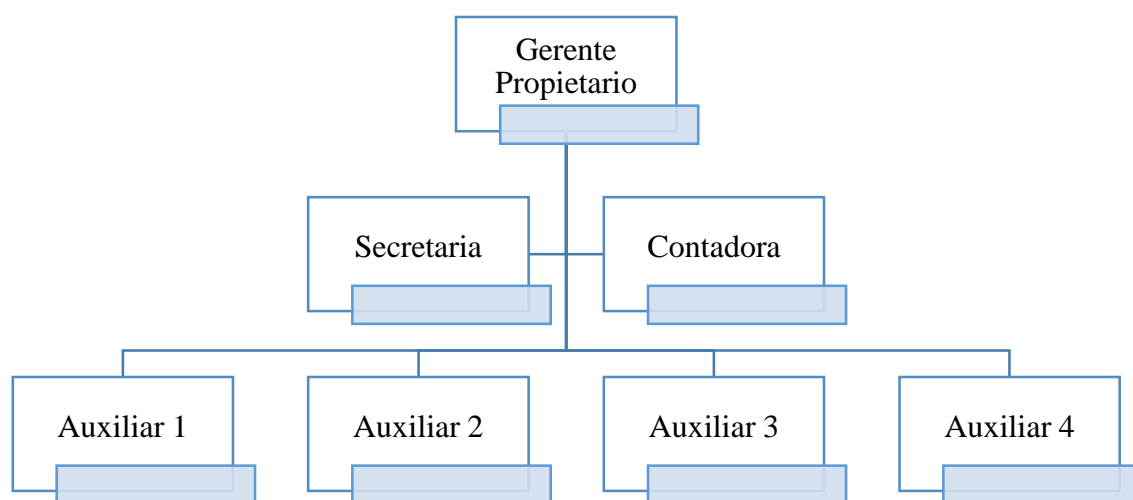 Gerente
Propietario
Secretaria
Contadora
Auxiliar 1
Auxiliar 2
Auxiliar 3
Auxiliar 4